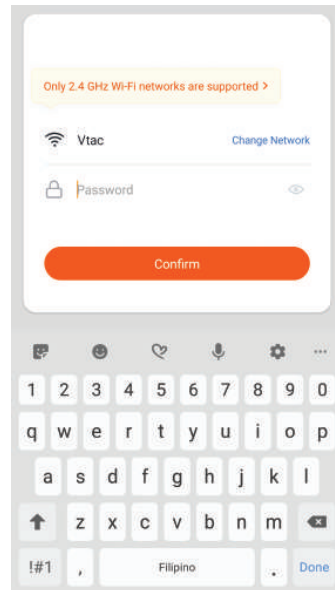 Only 2.4 GHz Wi-Fi networks are supported >
Vtac Change Network
Password
Confirm
1 2 3 4 5 6 7 8 9 0
q w e r t y u i o p
a s d f g h j k l
z x c v b n m
!#1 , Filipino . Done